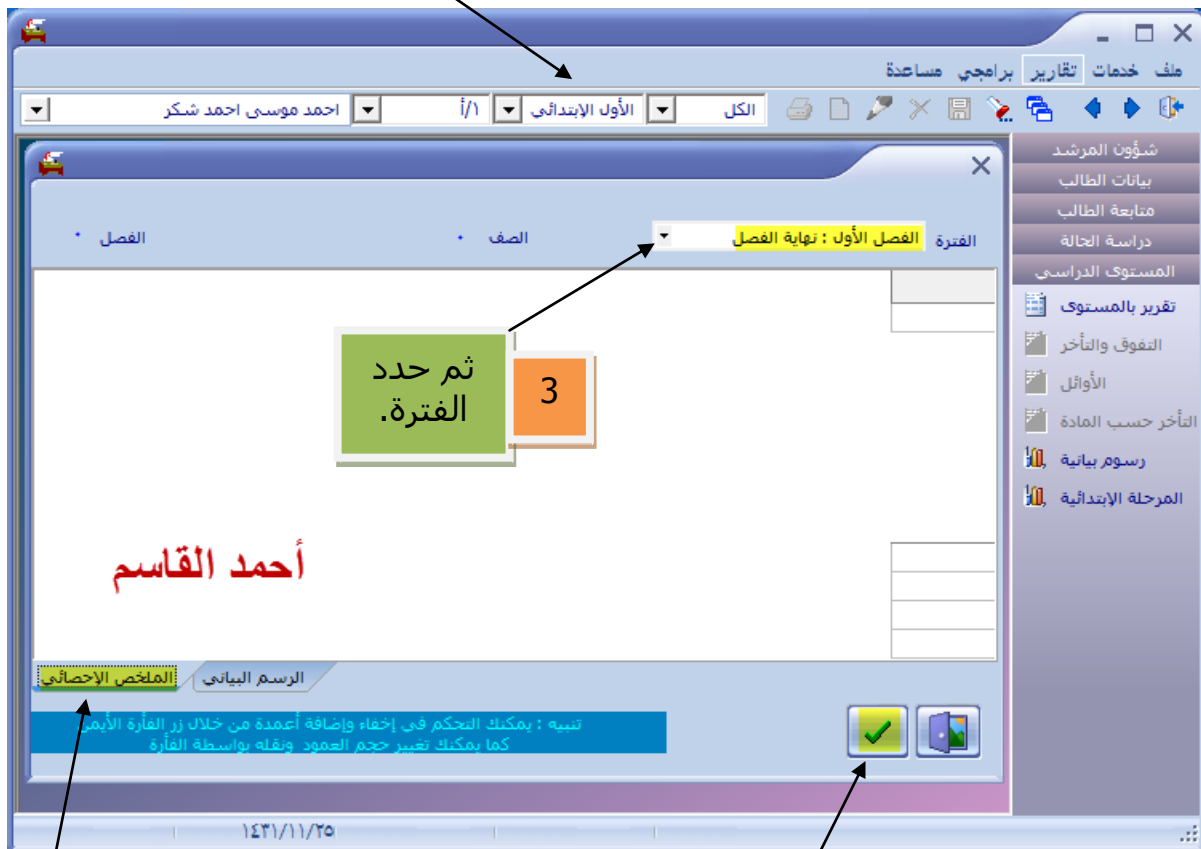 ملف خدمات تقارير برامجي مساعدة
الكل الأول الإبتدائي ١/أ احمد موسى احمد شكر
شؤون المرشد
بيانات الطالب
متابعة الطالب
دراسة الحالة
المستوى الدراسي
تقرير بالمستوى
التفوق والتأخر
الأوائل
التأخر حسب المادة
رسوم بيانية
المرحلة الإبتدائية
الفترة الفصل الأول : نهاية الفصل الصف الفصل
3
ثم حدد
الفترة.
أحمد القاسم
الرسم البياني الملخص الإحصائي
تنبيه : يمكنك التحكم في إخفاء وإضافة أعمدة من خلال زر الفأرة الأيمن
كما يمكنك تغيير حجم العمود ونقله بواسطة الفأرة
١٤٣١/١١/٢٥